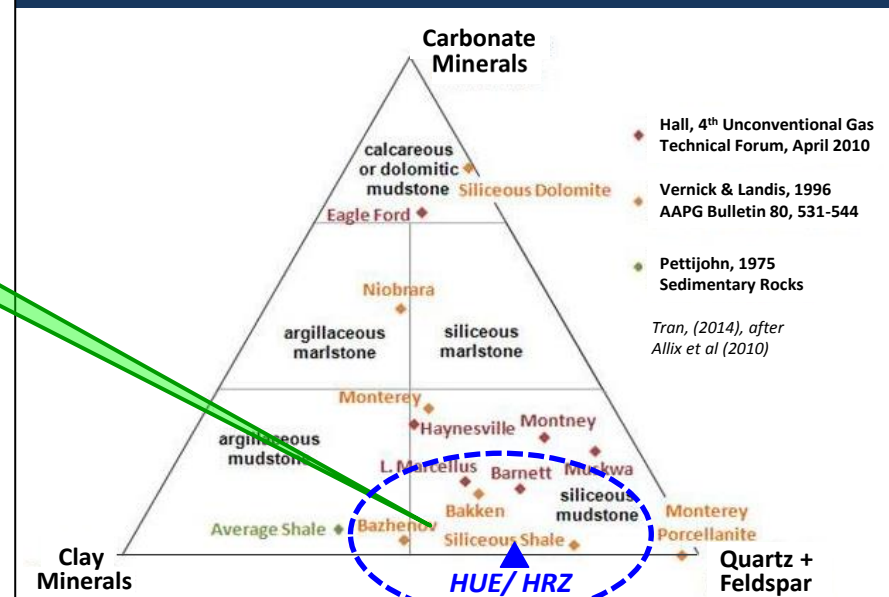 Carbonate
Minerals
Hall, 4th Unconventional Gas
Technical Forum, April 2010
calcareous
or dolomitic
mudstone
Siliceous Dolomite
Vernick & Landis, 1996
AAPG Bulletin 80, 531-544
Eagle Ford
Pettijohn, 1975
Sedimentary Rocks
Niobrara
argillaceous
marlstone
siliceous
marlstone
Tran, (2014), after
Allix et al (2010)
Monterey
Haynesville
Montney
argillaceous
mudstone
L. Marcellus
Barnett
Muskwa
Bakken
siliceous
mudstone
Monterey
Porcellanite
Average Shale
Bazhenov
Siliceous Shale
Clay
Minerals
HUE/ HRZ
Quartz +
Feldspar